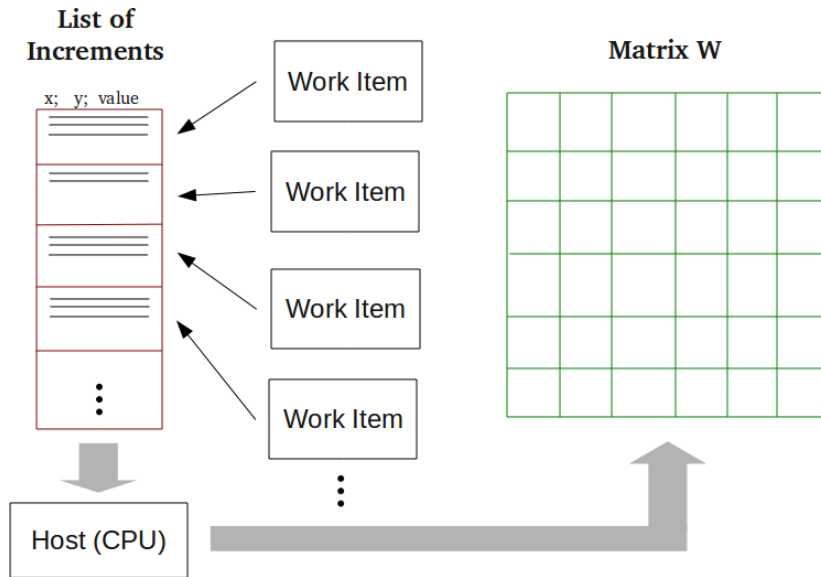 List of
Increments
x; y; value
Work Item
Work Item
Work Item
Work Item
Matrix W
Host (CPU)